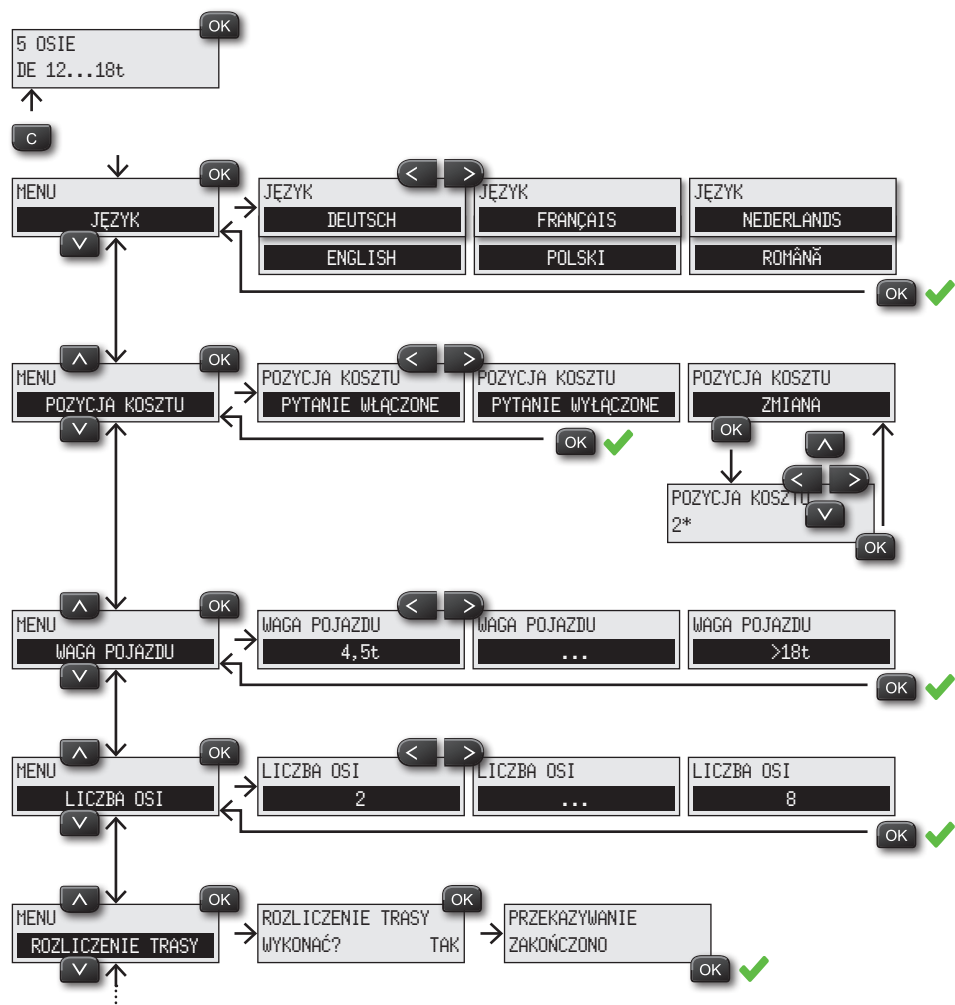 OK
5 OSIE
DE 12...18t
C
OK
MENU
JĘZYK
JĘZYK
DEUTSCH
ENGLISH
JĘZYK
FRANÇAIS
POLSKI
JĘZYK
NEDERLANDS
ROMÂNĂ
OK
OK
MENU
POZYCJA KOSZTU
POZYCJA KOSZTU
PYTANIE WŁĄCZONE
POZYCJA KOSZTU
PYTANIE WYŁĄCZONE
POZYCJA KOSZTU
ZMIANA
OK
OK
POZYCJA KOSZTU
2*
OK
OK
MENU
WAGA POJAZDU
WAGA POJAZDU
4,5t
WAGA POJAZDU
...
WAGA POJAZDU
>18t
OK
OK
MENU
LICZBA OSI
LICZBA OSI
2
LICZBA OSI
...
LICZBA OSI
8
OK
OK
MENU
ROZLICZENIE TRASY
OK
ROZLICZENIE TRASY
WYKONAĆ? TAK
PRZEKAZYWANIE
ZAKOŃCZONO
OK